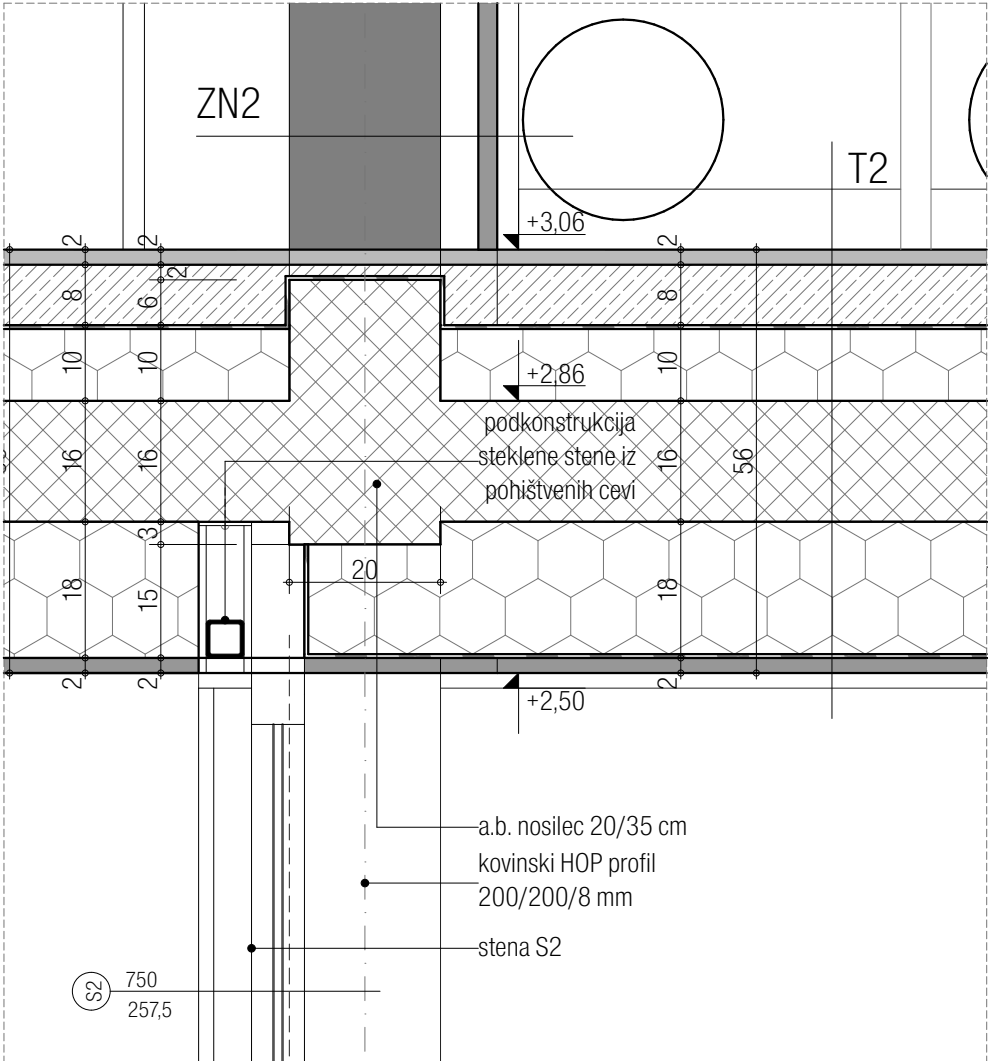 ZN2
T2
+3,06
2
2
2
2
8
6
8
10
10
10
+2,86
podkonstrukcija
steklene stene iz
pohištvenih cevi
16
16
16
56
3
20
18
15
18
2
2
2
+2,50
a.b. nosilec 20/35 cm
kovinski HOP profil
200/200/8 mm
stena S2
S2
750
257,5